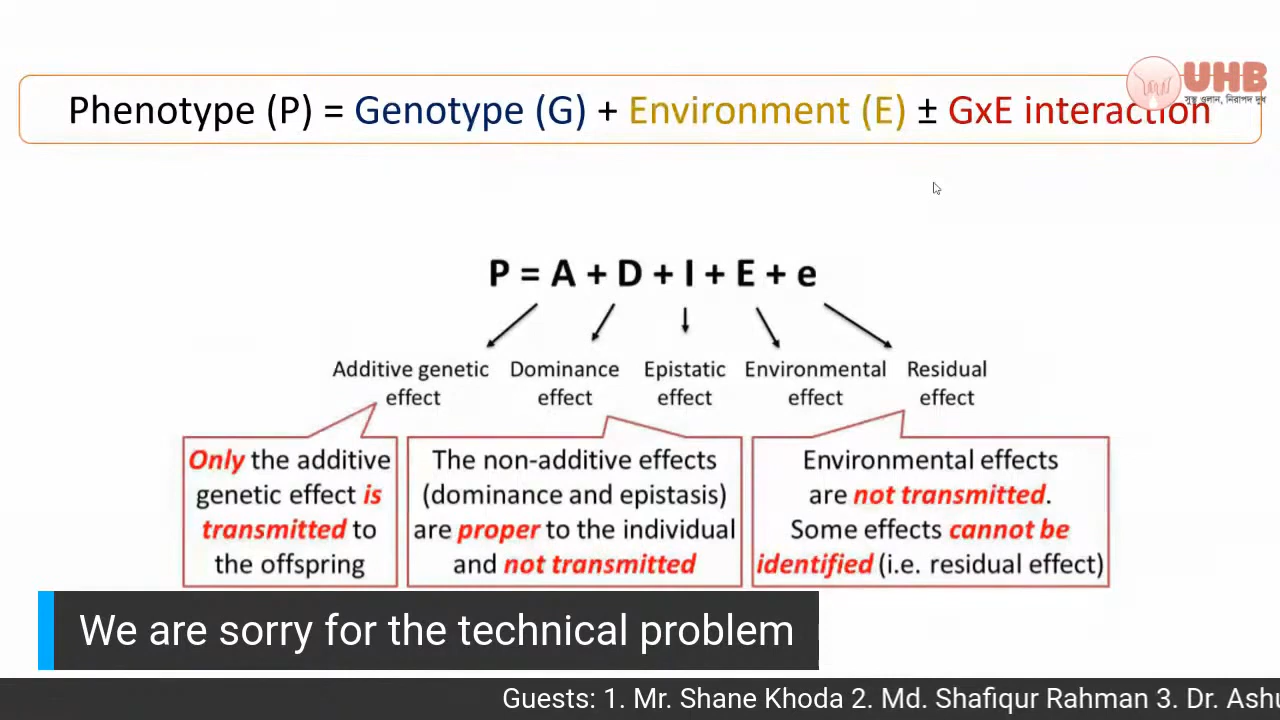 UHB
সুস্থ ওলান, নিরাপদ দুধ
Phenotype (P) = Genotype (G) + Environment (E) ± GxE interaction
P = A + D + I + E + e
Additive genetic effect
Dominance effect
Epistatic effect
Environmental effect
Residual effect
Only the additive
genetic effect is
transmitted to
the offspring
The non-additive effects
(dominance and epistasis)
are proper to the individual
and not transmitted
Environmental effects
are not transmitted.
Some effects cannot be
identified (i.e. residual effect)
We are sorry for the technical problem
Guests: 1. Mr. Shane Khoda 2. Md. Shafiqur Rahman 3. Dr. Ashu